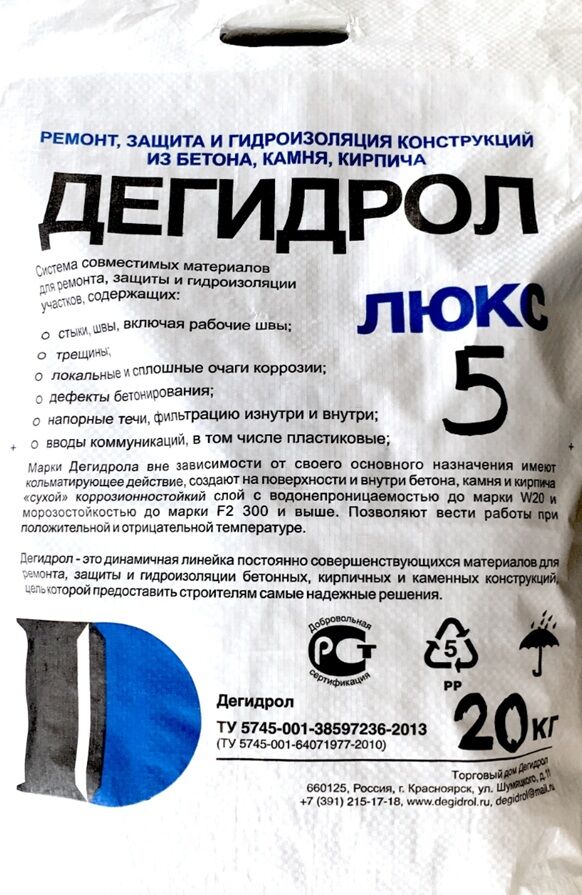 РЕМОНТ, ЗАЩИТА И ГИДРОИЗОЛЯЦИЯ КОНСТРУКЦИЙ
ИЗ БЕТОНА, КАМНЯ, КИРПИЧА
ДЕГИДРОЛ
Система совместимых материалов
для ремонта, защиты и гидроизоляции
участков, содержащих:
ЛЮКС
5
о стыки, швы, включая рабочие швы;
о трещины;
о локальные и сплошные очаги коррозии;
о дефекты бетонирования;
о напорные течи, фильтрацию изнутри и внутри;
о вводы коммуникаций, в том числе пластиковые;
Марки Дегидрола вне зависимости от своего основного назначения имеют
кольматирующее действие, создают на поверхности и внутри бетона, камня и кирпича
«сухой» коррозионностойкий слой с водонепроницаемостью до марки W20 и
морозостойкостью до марки F2 300 и выше. Позволяют вести работы при
положительной и отрицательной температуре.
Дегидрол - это динамичная линейка постоянно совершенствующихся материалов для
ремонта, защиты и гидроизоляции бетонных, кирпичных и каменных конструкций,
цель которой предоставить строителям самые надежные решения.
Добровольная
РСТ
сертификация
5
PP
Дегидрол
ТУ 5745-001-38597236-2013
(ТУ 5745-001-64071977-2010)
20кг
Торговый дом Дегидрол
660125, Россия, г. Красноярск, ул. Шумяцкого, д. 11
+7 (391) 215-17-18, www.degidrol.ru, degidrol@mail.ru